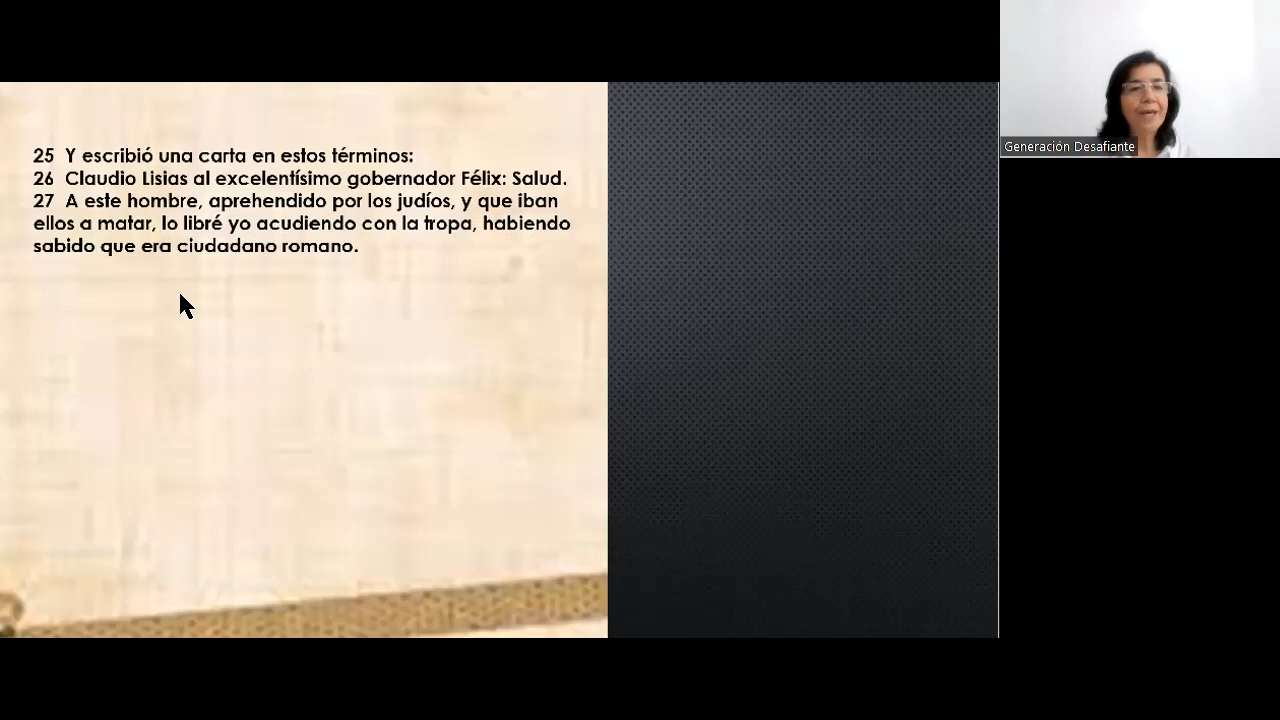 25 Y escribió una carta en estos términos:
26 Claudio Lisias al excelentísimo gobernador Félix: Salud.
27 A este hombre, aprehendido por los judíos, y que iban
ellos a matar, lo libré yo acudiendo con la tropa, habiendo
sabido que era ciudadano romano.
Generación Desafiante